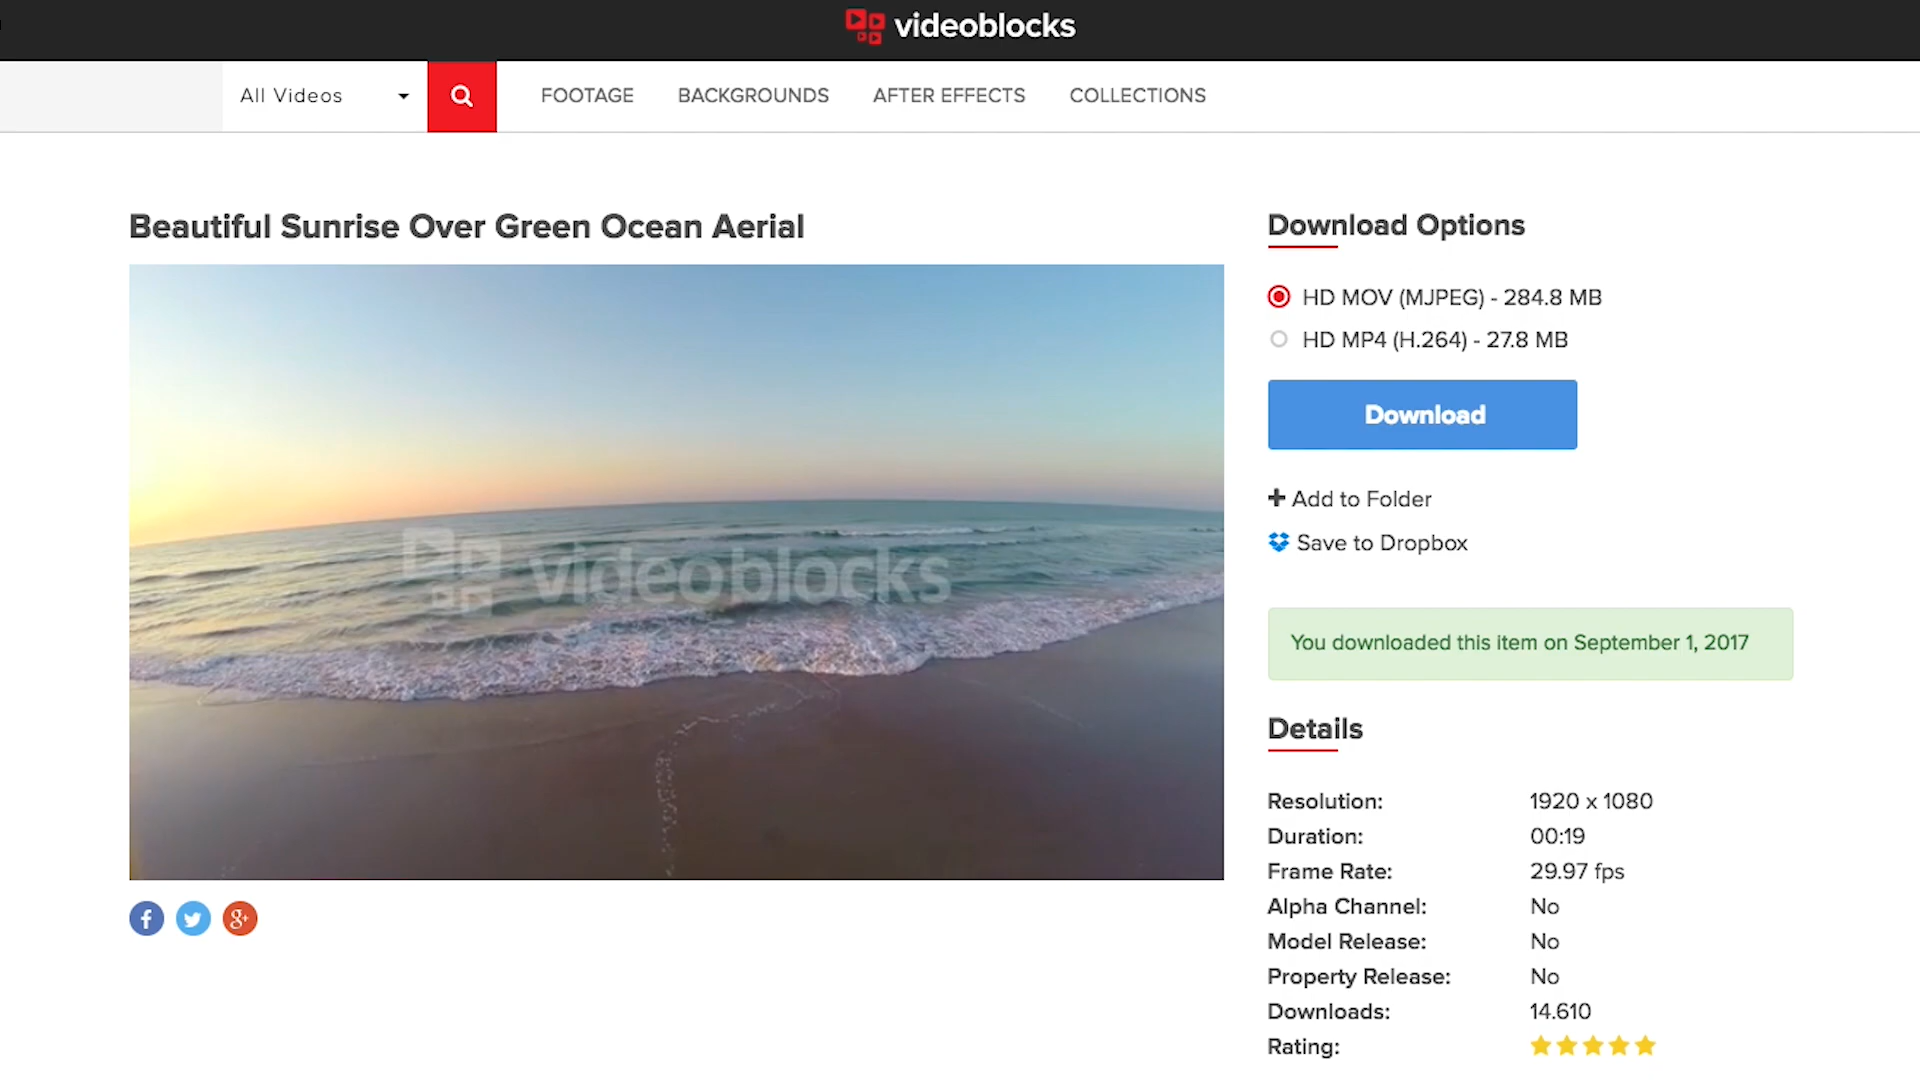 videoblocks
All Videos
FOOTAGE
BACKGROUNDS
AFTER EFFECTS
COLLECTIONS
Beautiful Sunrise Over Green Ocean Aerial
videoblocks
f
g+
Download Options
HD MOV (MJPEG) - 284.8 MB
HD MP4 (H.264) - 27.8 MB
Download
Add to Folder
Save to Dropbox
You downloaded this item on September 1, 2017
Details
Resolution: 1920 x 1080
Duration: 00:19
Frame Rate: 29.97 fps
Alpha Channel: No
Model Release: No
Property Release: No
Downloads: 14.610
Rating: